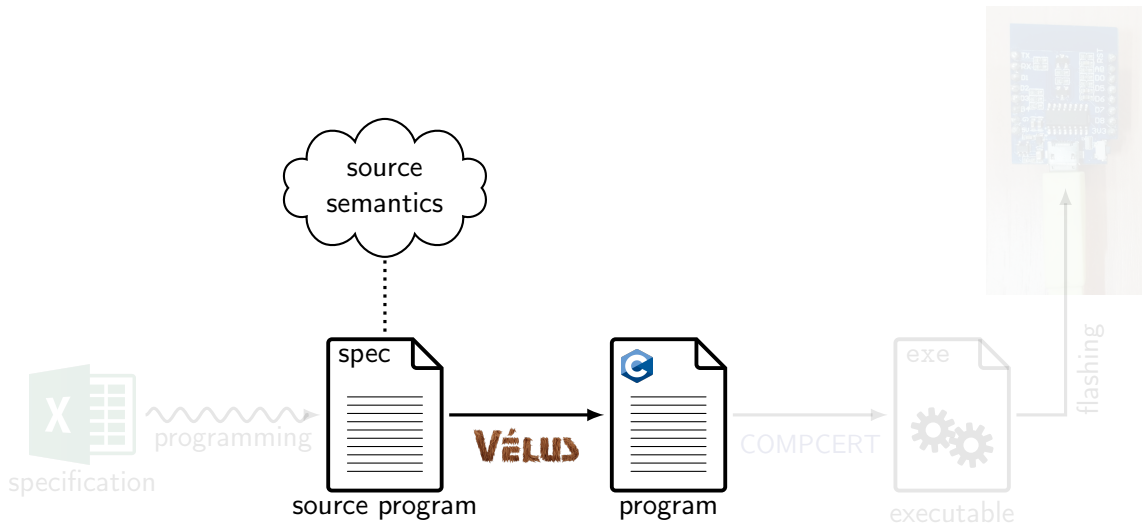 source
semantics
spec
C
exe
X
programming
VÉLUS
COMPCERT
flashing
specification
source program
program
executable